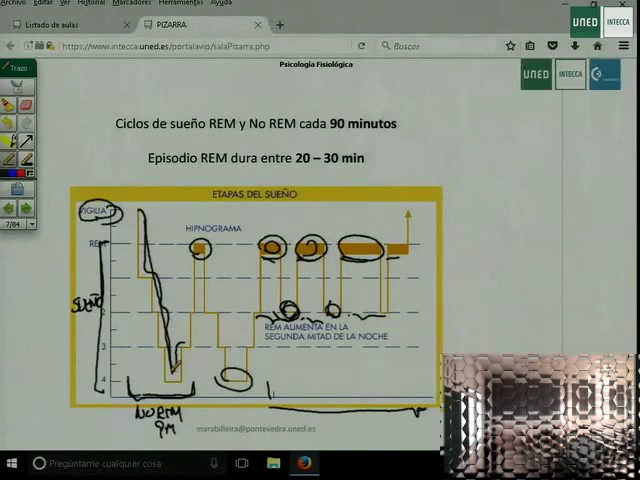 Archivo Editar Ver Historial Marcadores Herramientas Ayuda
Listado de aulas
PIZARRA
https://www.intecca.uned.es/portalavip/salaPizarra.php
Buscar
UNED
INTECCA
Trazo
Psicología Fisiológica
UNED
INTECCA
Ciclos de sueño REM y No REM cada 90 minutos
Episodio REM dura entre 20 – 30 min
7/84
ETAPAS DEL SUEÑO
VIGILIA
HIPNOGRAMA
REM
SUEÑO
2
3
4
REM AUMENTA EN LA
SEGUNDA MITAD DE LA NOCHE
NO REM
marabilleira@pontevedra.uned.es
Pregúntame cualquier cosa